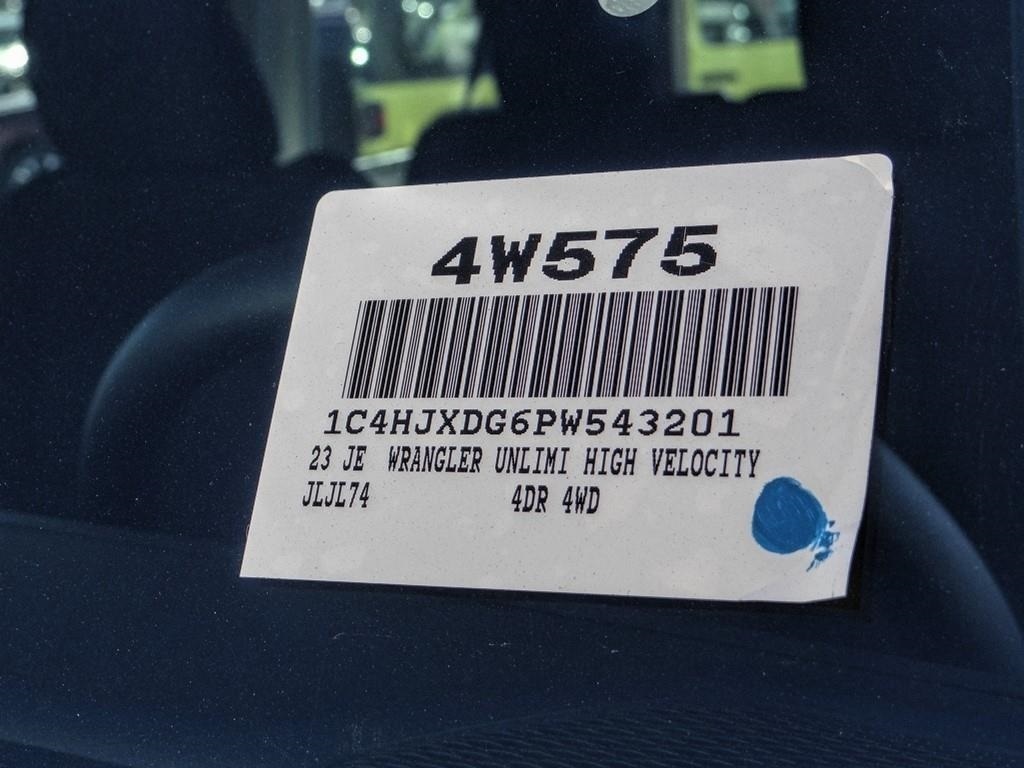 4W575
1C4HJXDG6PW543201
23 JE WRANGLER UNLIMI HIGH VELOCITY
JLJL74 4DR 4WD